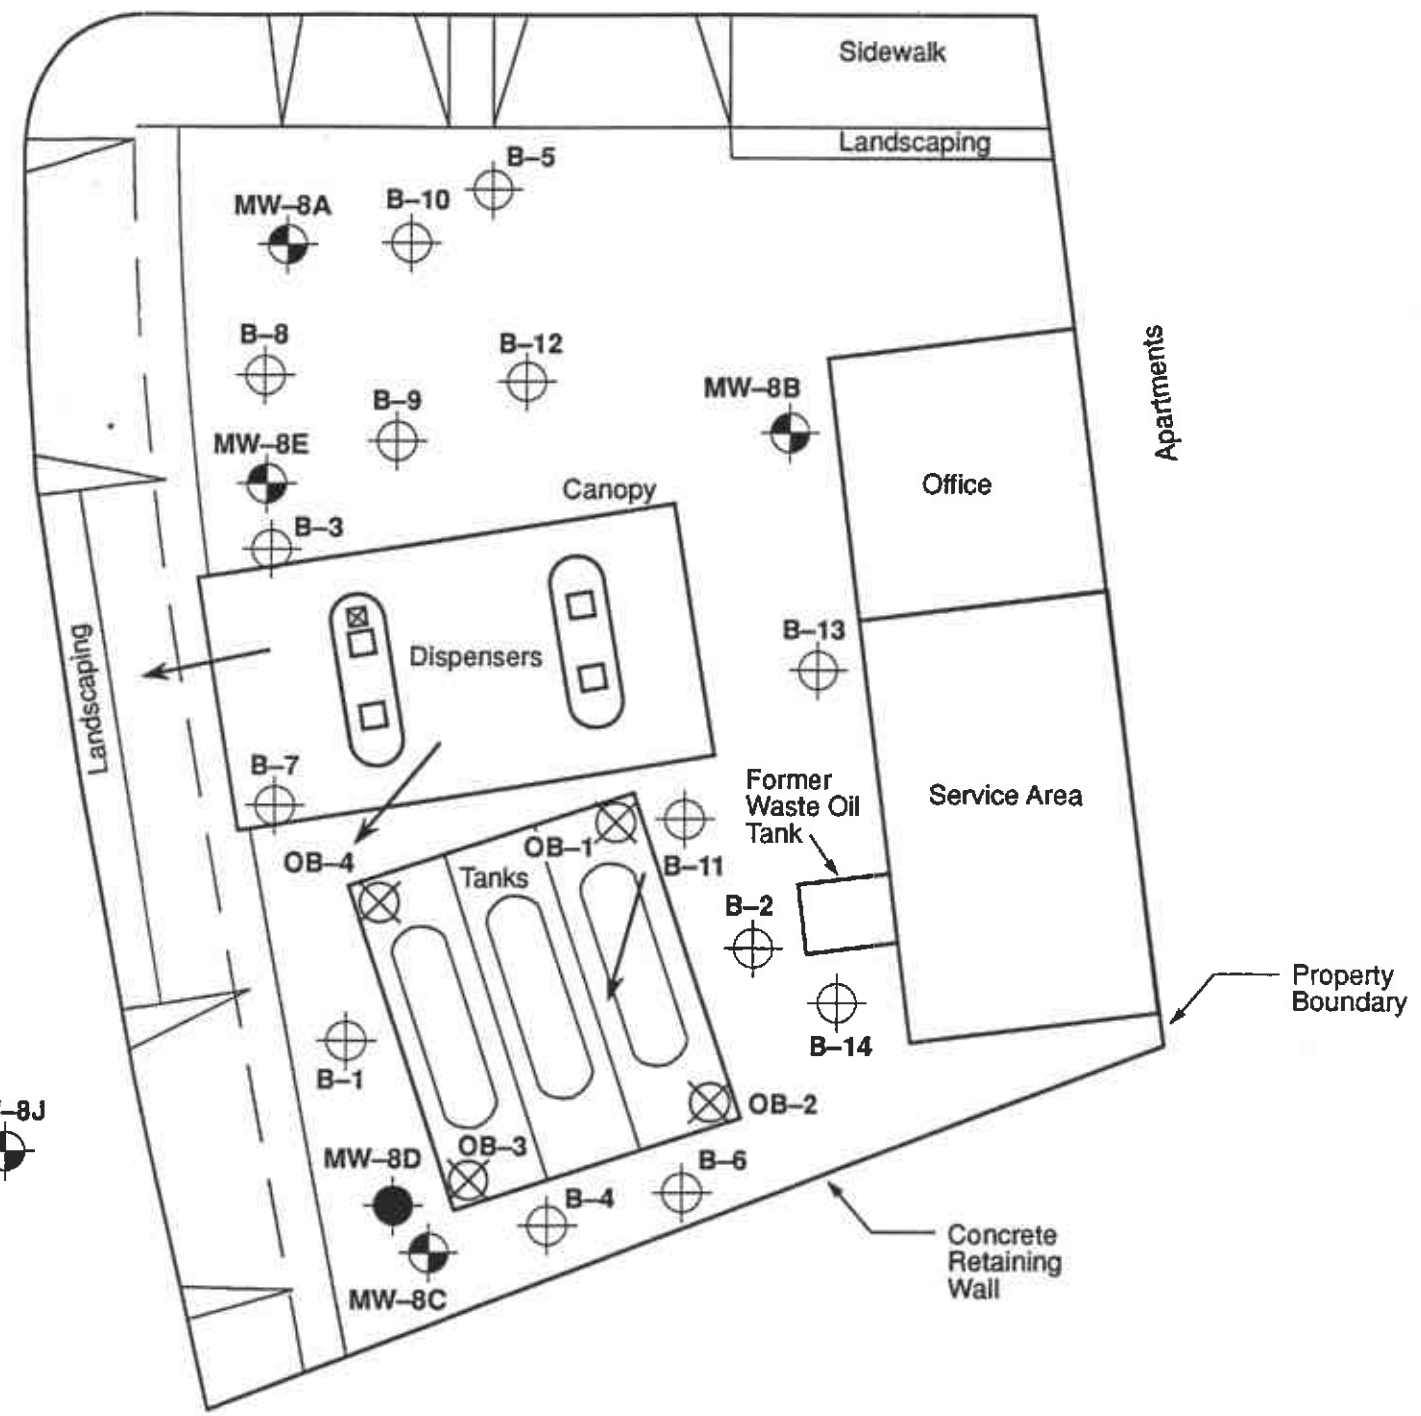 Sidewalk
Landscaping
B–5
MW–8A
B–10
B–8
B–12
MW–8B
B–9
MW–8E
Apartments
Office
Canopy
B–3
Landscaping
Dispensers
B–13
B–7
Former
Waste Oil
Tank
Service Area
OB–4
OB–1
B–11
Tanks
B–2
Property
Boundary
B–14
B–1
–8J
OB–2
MW–8D
OB–3
B–6
B–4
Concrete
Retaining
Wall
MW–8C